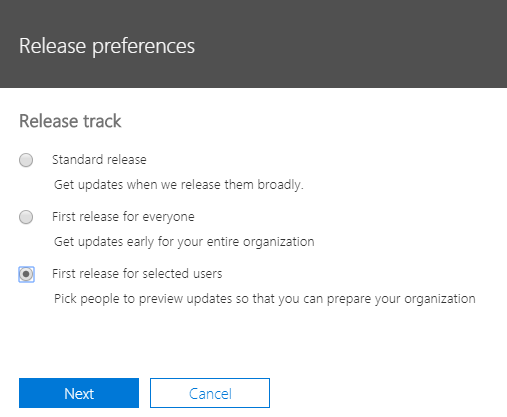 Release preferences
Release track
Standard release
Get updates when we release them broadly.
First release for everyone
Get updates early for your entire organization
First release for selected users
Pick people to preview updates so that you can prepare your organization
Next
Cancel